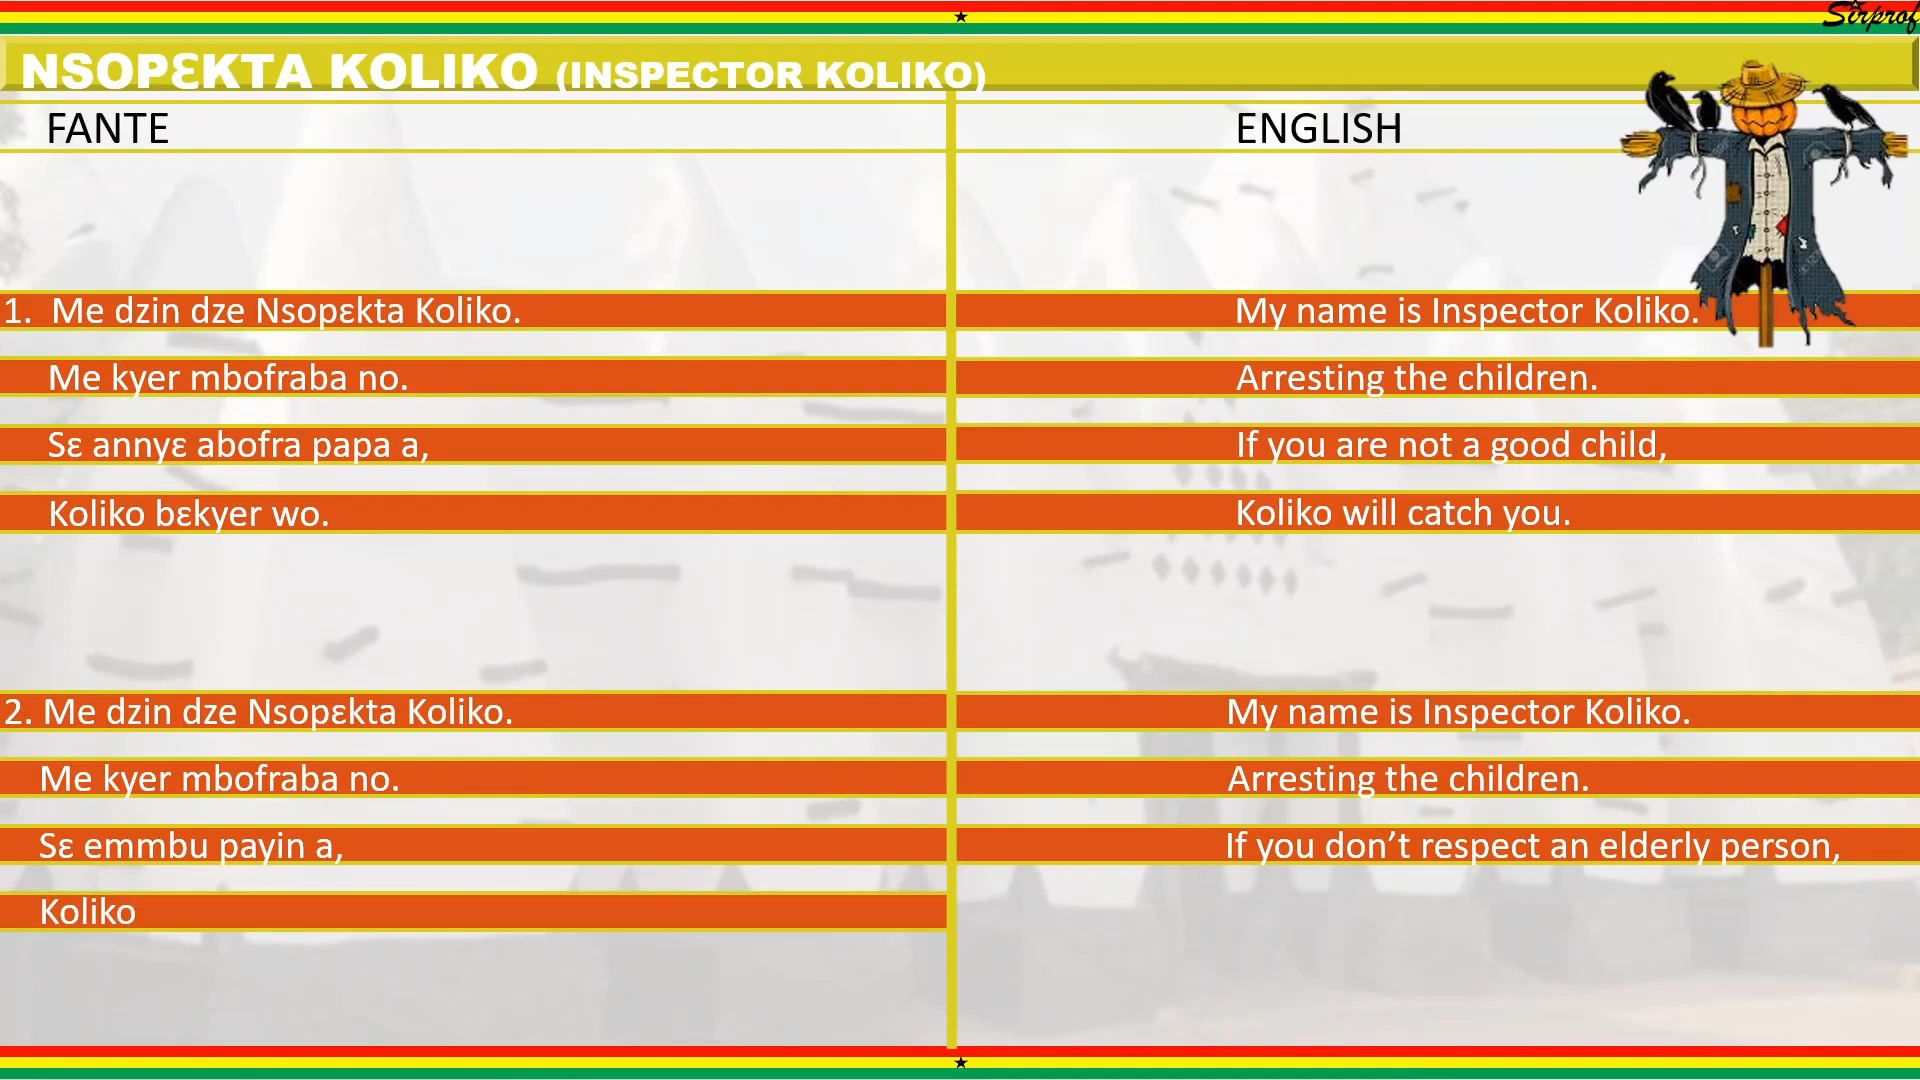 Sirprof
NSOPƐKTA KOLIKO (INSPECTOR KOLIKO)
FANTE
1. Me dzin dze Nsopɛkta Koliko.
Me kyer mbofraba no.
Sɛ annyɛ abofra papa a,
Koliko bɛkyer wo.
2. Me dzin dze Nsopɛkta Koliko.
Me kyer mbofraba no.
Sɛ emmbu payin a,
Koliko
ENGLISH
My name is Inspector Koliko.
Arresting the children.
If you are not a good child,
Koliko will catch you.
My name is Inspector Koliko.
Arresting the children.
If you don’t respect an elderly person,